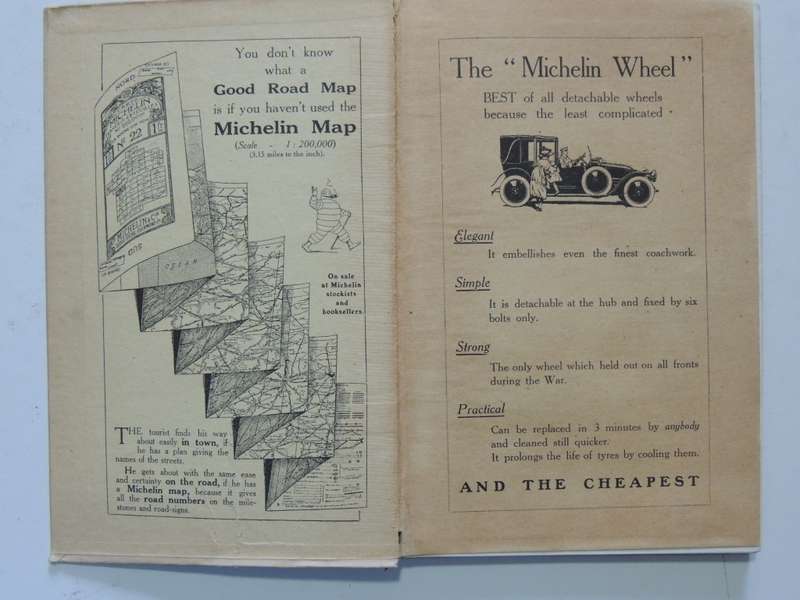 You don't know
what a
Good Road Map
is if you haven't used the
Michelin Map
(Scale - 1 : 200,000)
(3.15 miles to the inch).
NORD
MICHELIN
No 22
MICHELIN & Cie
SUD
On sale
at Michelin
stockists
and
booksellers
THE tourist finds his way
about easily in town, if
he has a plan giving the
names of the streets.
He gets about with the same ease
and certainty on the road, if he has
a Michelin map, because it gives
all the road numbers on the mile-
stones and road-signs.
The "Michelin Wheel"
BEST of all detachable wheels
because the least complicated
Elegant
It embellishes even the finest coachwork.
Simple
It is detachable at the hub and fixed by six
bolts only.
Strong
The only wheel which held out on all fronts
during the War.
Practical
Can be replaced in 3 minutes by anybody
and cleaned still quicker.
It prolongs the life of tyres by cooling them.
AND THE CHEAPEST